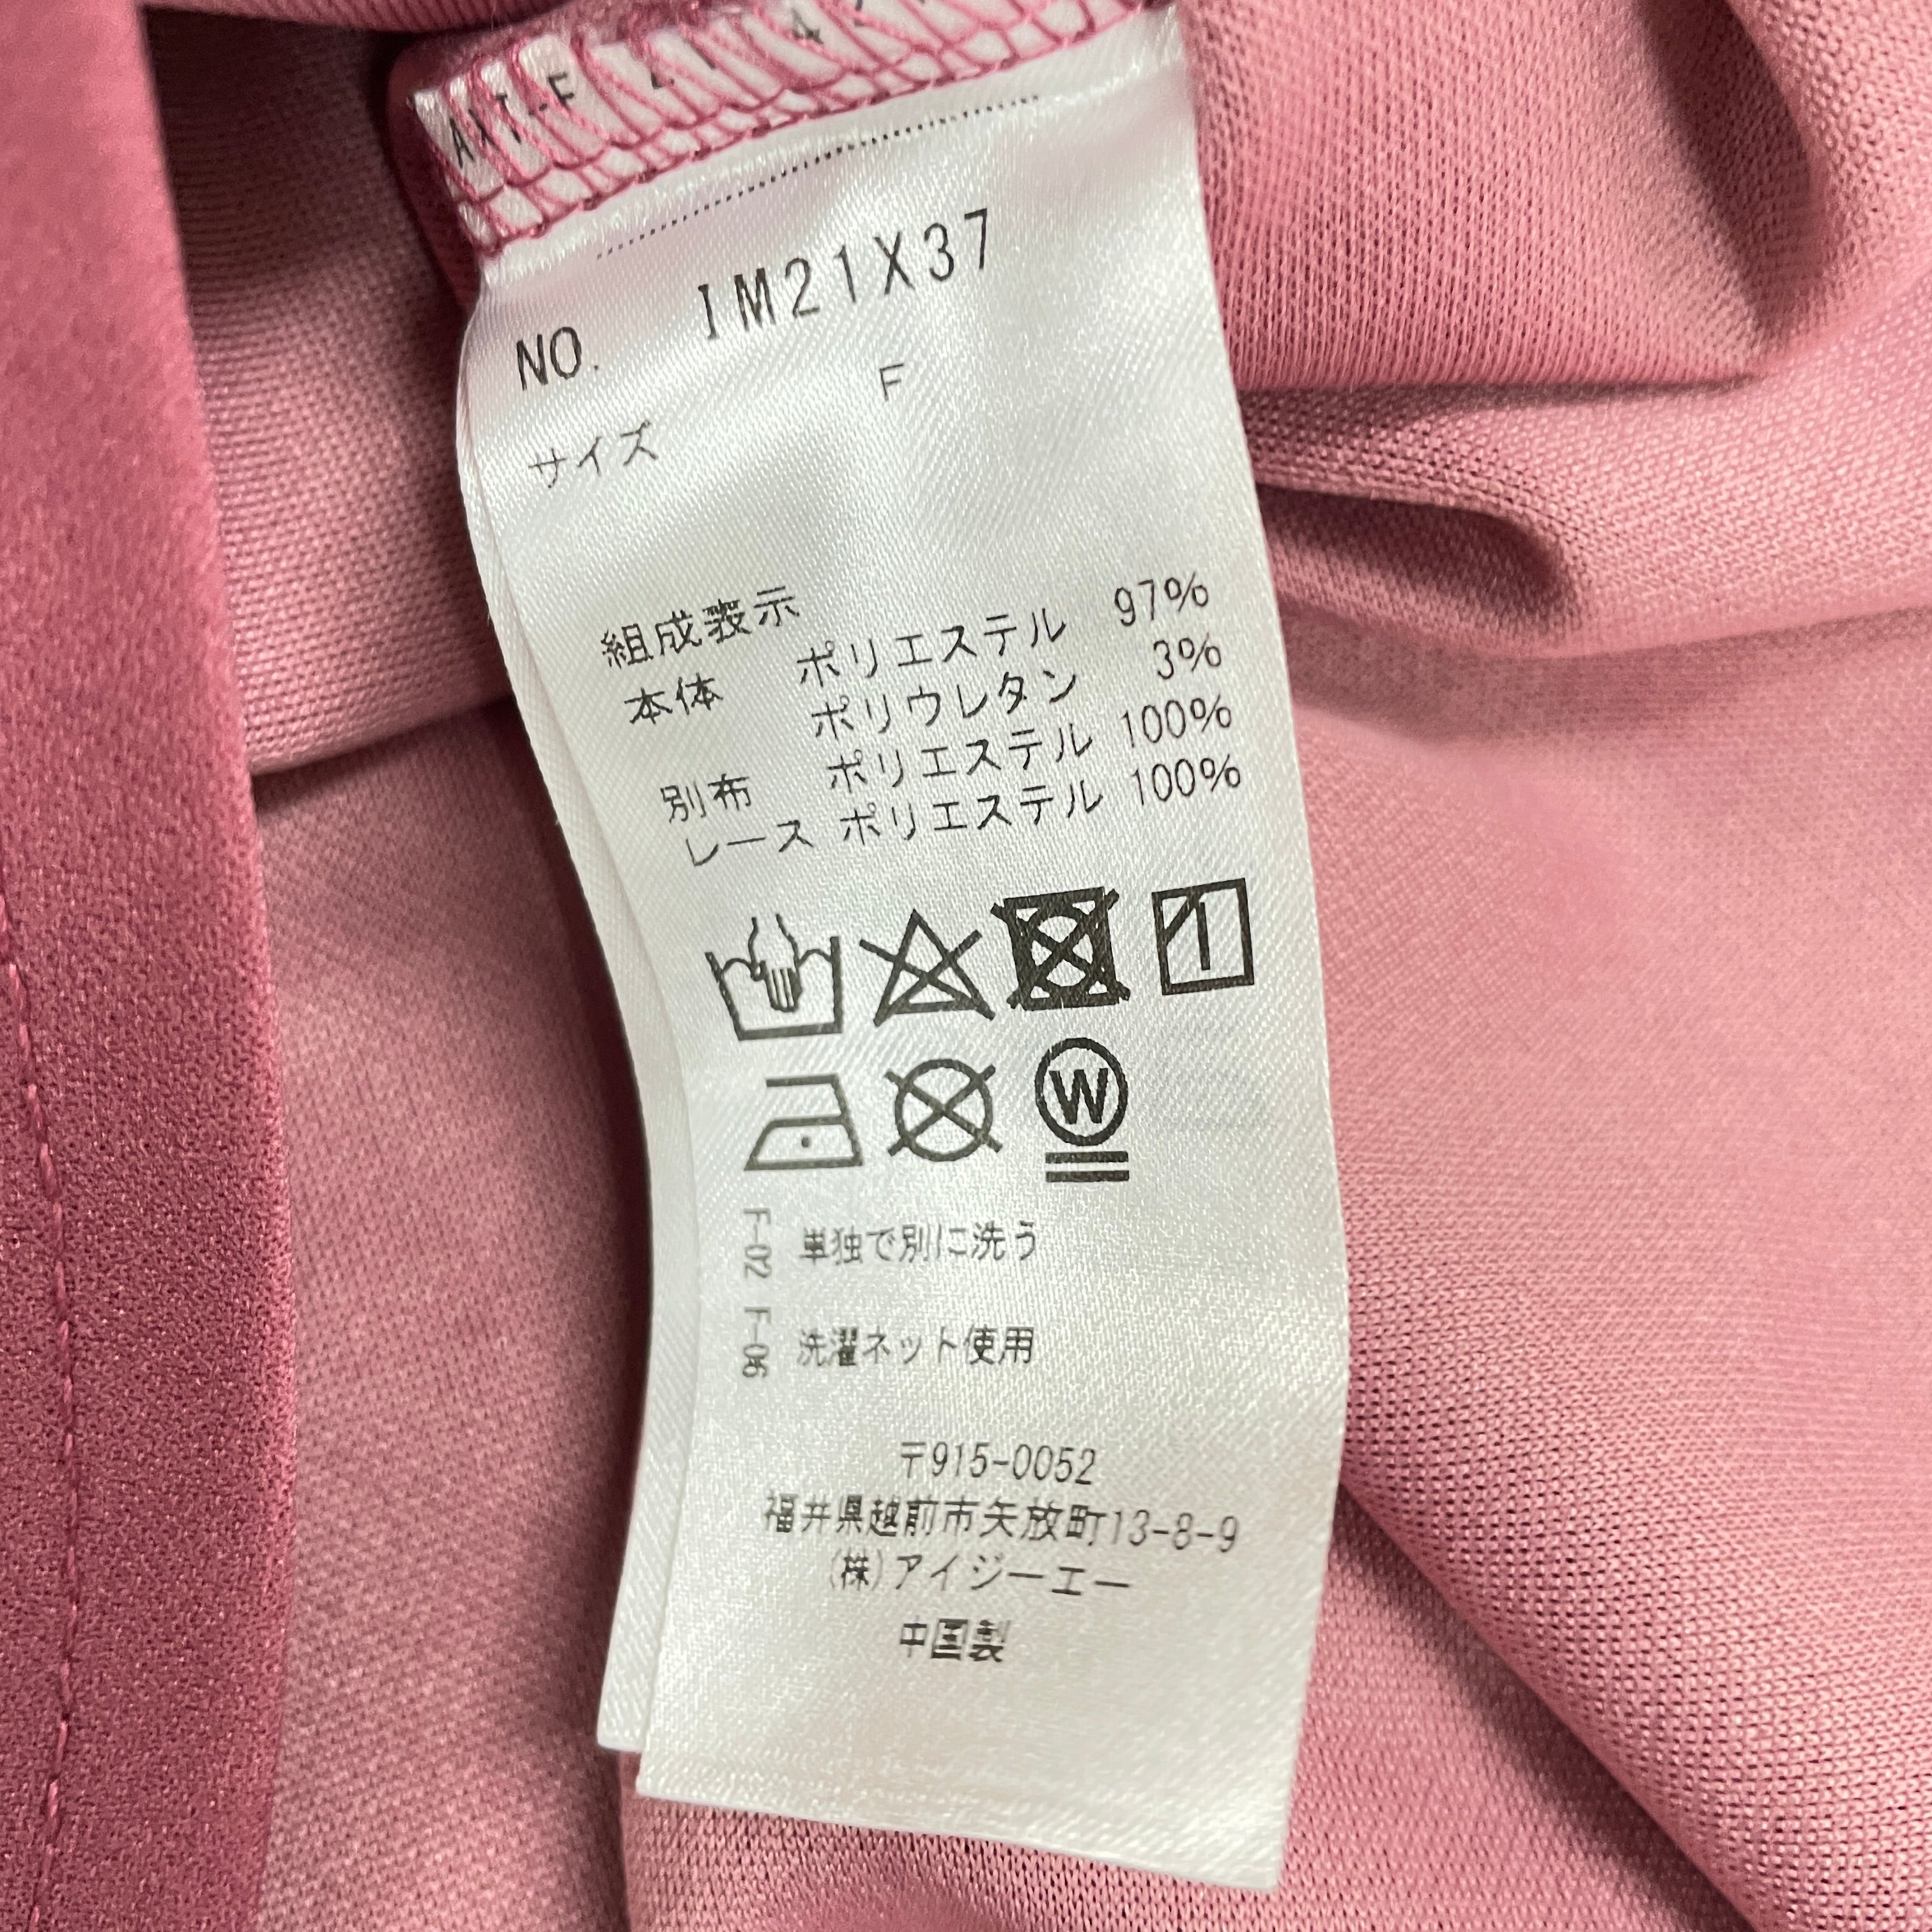 NO. IM21X37
サイズ F
組成表示
本体 ポリエステル 97%
ポリウレタン 3%
別布 ポリエステル 100%
レース ポリエステル 100%
W
F-02 単独で別に洗う
F-06 洗濯ネット使用
〒915-0052
福井県越前市矢放町13-8-9
(株)アイジーエー
中国製